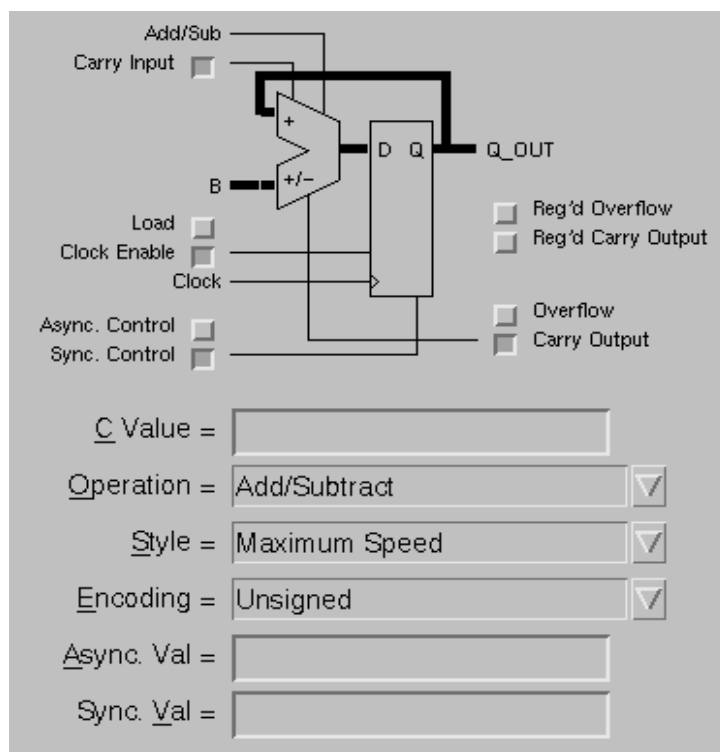 Add/Sub
Carry Input
+
D Q
Q_OUT
+/−
B
Load
Reg'd Overflow
Clock Enable
Reg'd Carry Output
Clock
Async. Control
Overflow
Sync. Control
Carry Output
C Value =
Operation = Add/Subtract
Style = Maximum Speed
Encoding = Unsigned
Async. Val =
Sync. Val =